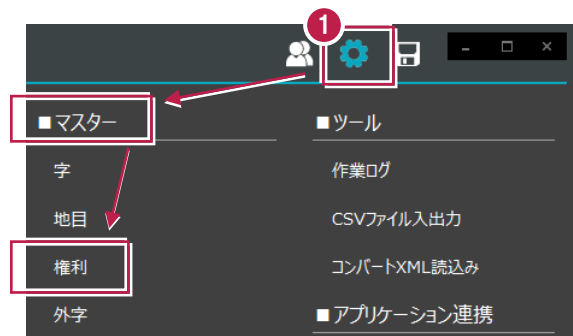 1
■マスター
字
地目
権利
外字
■ツール
作業ログ
CSVファイル入出力
コンバートXML読込み
■アプリケーション連携